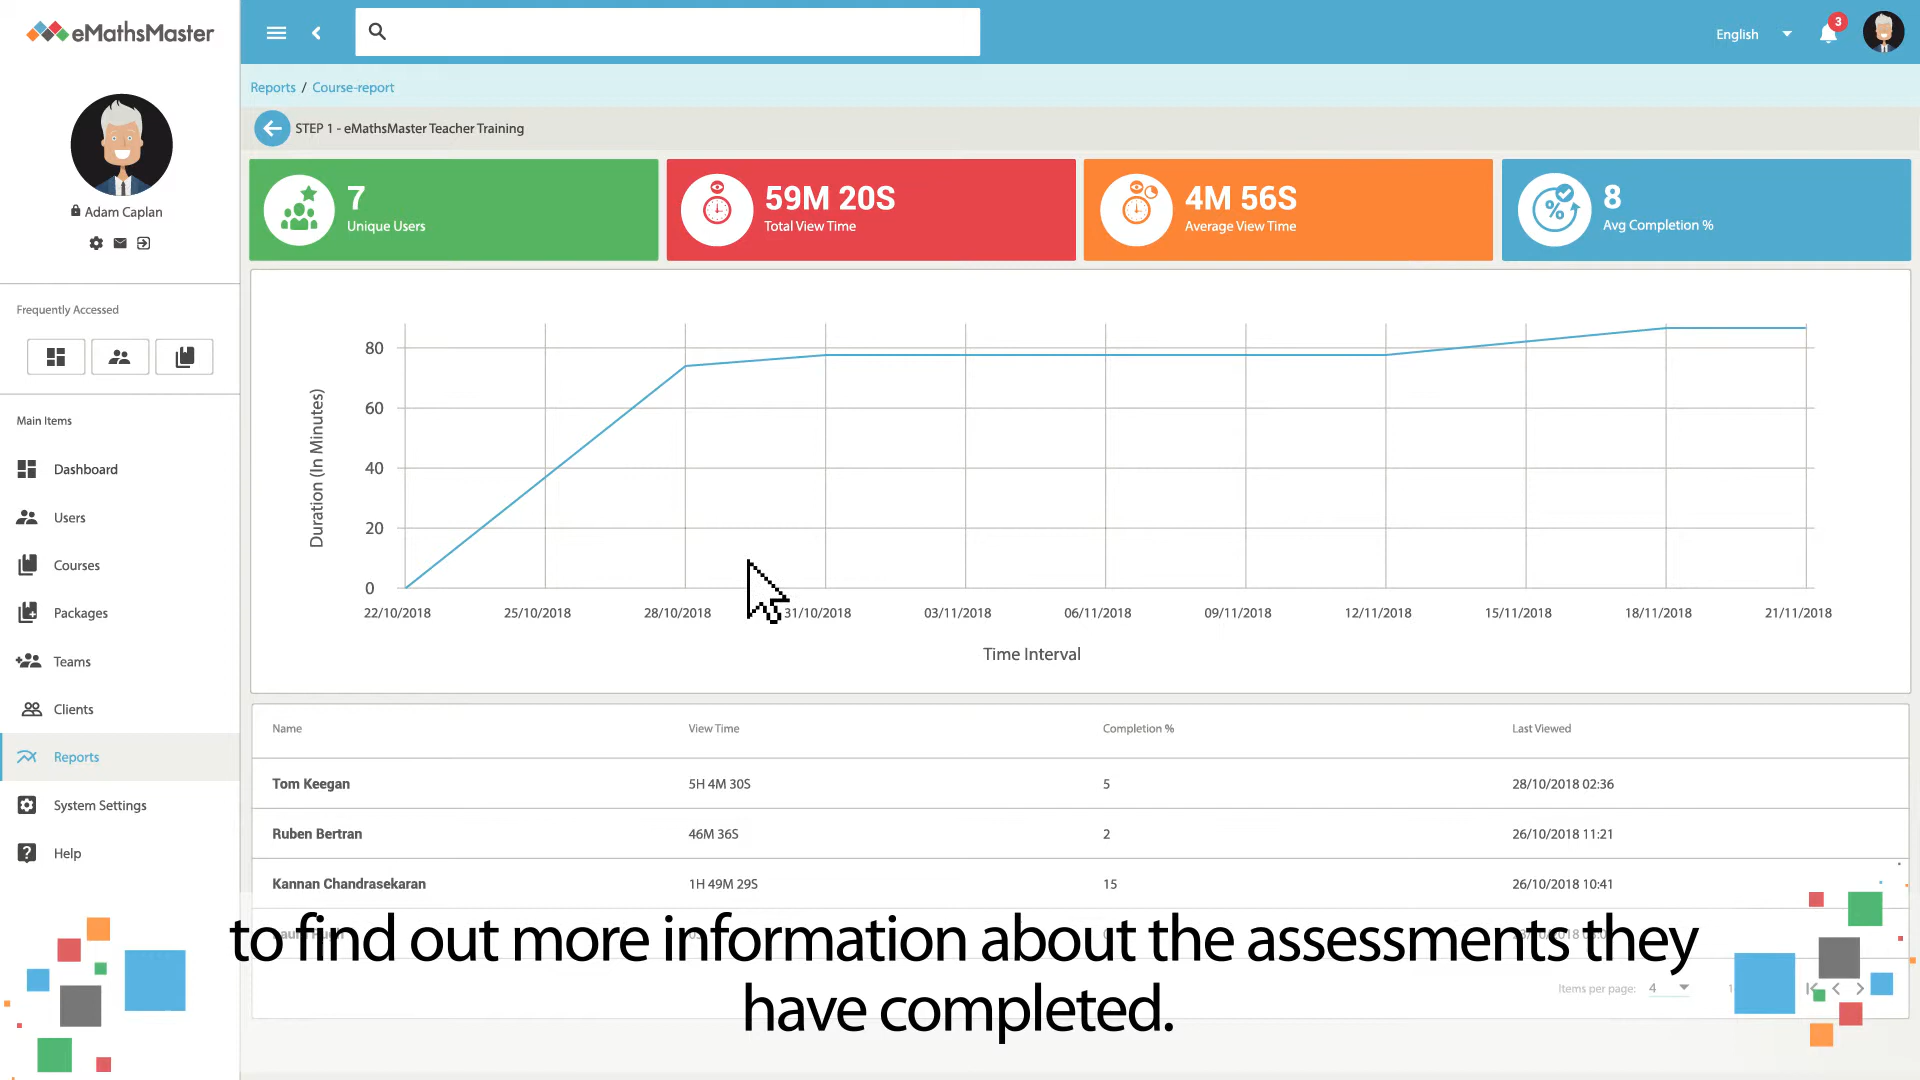 eMathsMaster
English
3
Reports / Course-report
STEP 1 - eMathsMaster Teacher Training
Adam Caplan
7
Unique Users
59M 20S
Total View Time
4M 56S
Average View Time
8
Avg Completion %
Frequently Accessed
Main Items
Dashboard
Users
Courses
Packages
Teams
Clients
Reports
System Settings
Help
Duration (In Minutes)
80
60
40
20
0
22/10/2018 25/10/2018 28/10/2018 31/10/2018 03/11/2018 06/11/2018 09/11/2018 12/11/2018 15/11/2018 18/11/2018 21/11/2018
Time Interval
Name View Time Completion % Last Viewed
Tom Keegan 5H 4M 30S 5 28/10/2018 02:36
Ruben Bertran 46M 36S 2 26/10/2018 11:21
Kannan Chandrasekaran 1H 49M 29S 15 26/10/2018 10:41
to find out more information about the assessments they
have completed.
Items per page: 4